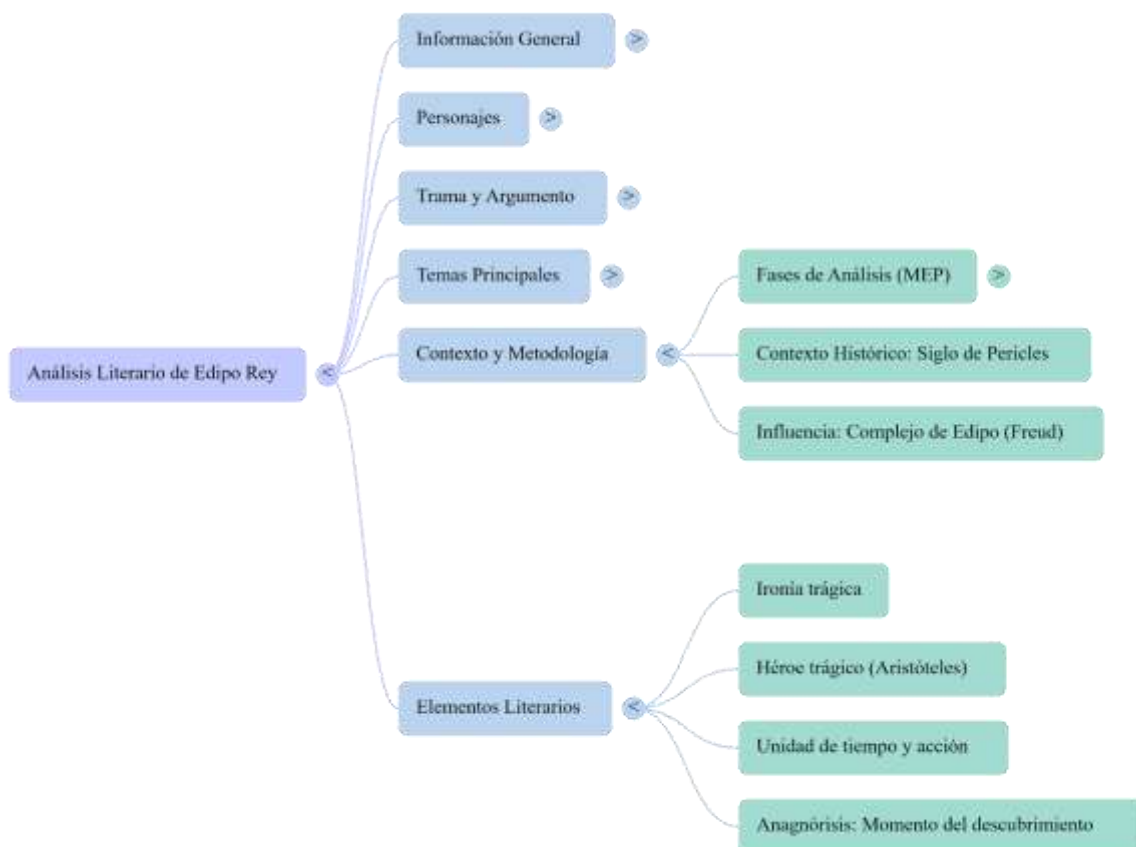 Información General >
Personajes >
Trama y Argumento >
Temas Principales >
Fases de Análisis (MEP) >
Análisis Literario de Edipo Rey <
Contexto y Metodología <
Contexto Histórico: Siglo de Pericles
Influencia: Complejo de Edipo (Freud)
Ironía trágica
Héroe trágico (Aristóteles)
Elementos Literarios <
Unidad de tiempo y acción
Anagnórisis: Momento del descubrimiento